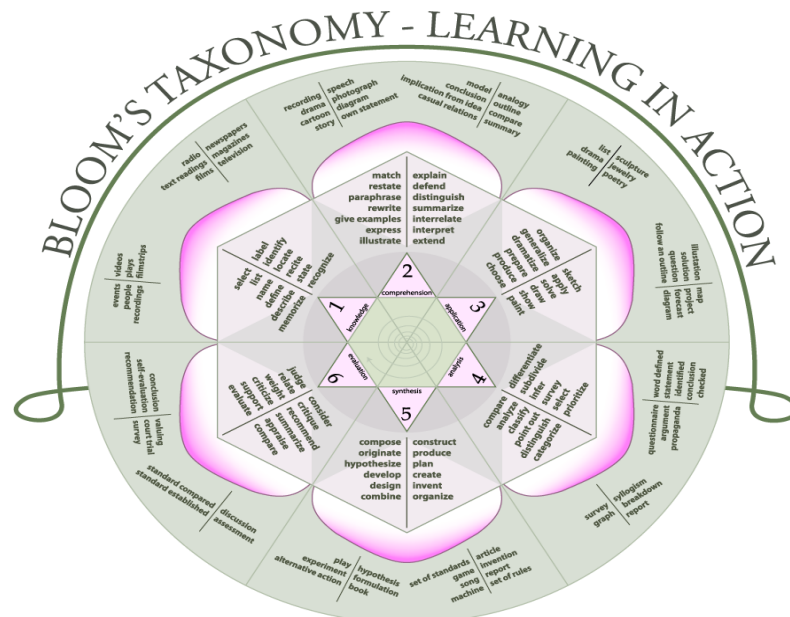 BLOOM'S TAXONOMY - LEARNING IN ACTION
recording | speech
drama | photograph
cartoon | diagram
story | own statement
model | analogy
conclusion | outline
implication from idea | compare
casual relations | summary
radio | newspapers
text readings | magazines
films | television
list | sculpture
drama | jewelry
painting | poetry
match | explain
restate | defend
paraphrase | distinguish
rewrite | summarize
give examples | interrelate
express | interpret
illustrate | extend
2
comprehension
select | label
list | identify
name | locate
define | recite
describe | state
memorize | recognize
1
knowledge
organize
generalize | sketch
dramatize | apply
prepare | solve
produce | draw
choose | show
paint
3
application
events | videos
people | plays
recordings | filmstrips
illustation | map
solution | project
question | forecast
follow an outline | diagram
judge | consider
relate | critique
weight | recommend
criticize | summarize
support | appraise
evaluate | compare
6
evaluation
differentiate
compare | subdivide
analyze | infer
classify | survey
point out | select
distinguish | prioritize
categorize
4
analysis
synthesis
5
compose | construct
originate | produce
hypothesize | plan
develop | create
design | invent
combine | organize
conclusion | valuing
self-evaluation | court trial
recommendation | survey
word defined | questionnaire
statement | argument
identified | propaganda
conclusion
checked
standard compared | discussion
standard established | assessment
survey | syllogism
graph | breakdown
report
play | hypothesis
experiment | formulation
alternative action | book
set of standards | article
game | invention
song | report
machine | set of rules